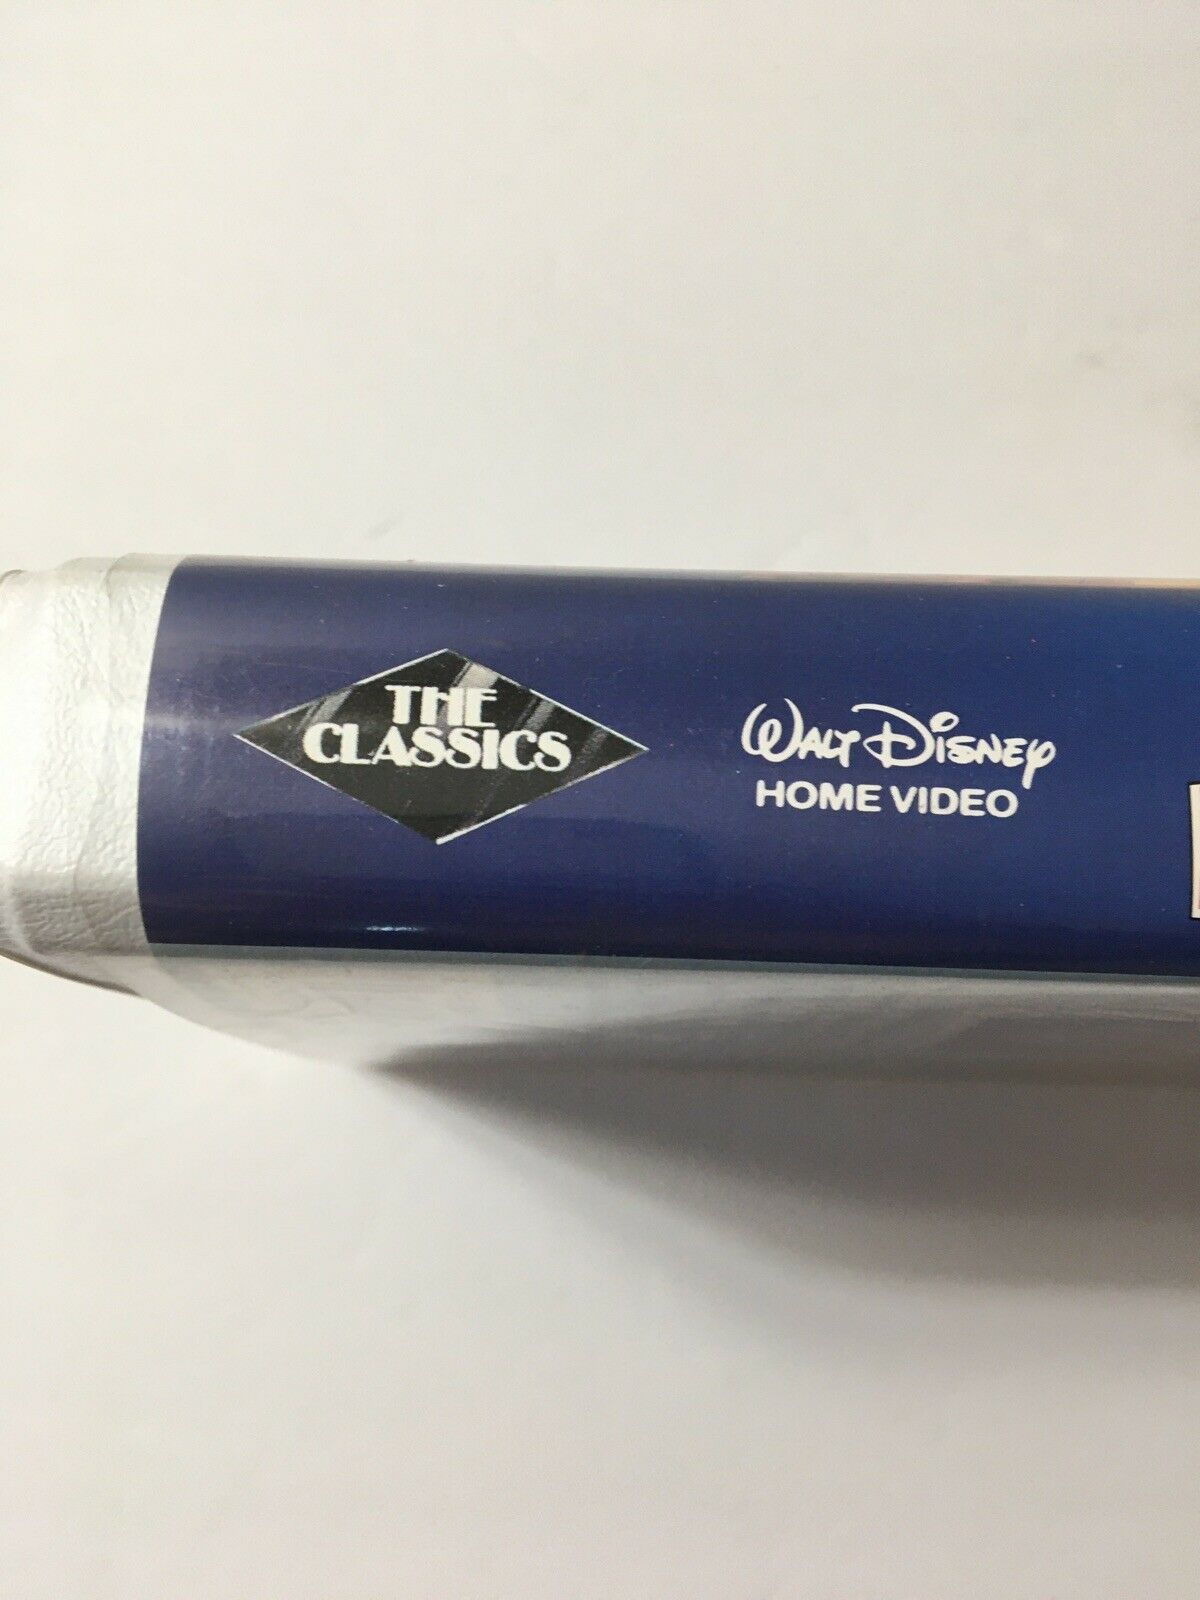 THE
CLASSICS
WALT DISNEY
HOME VIDEO